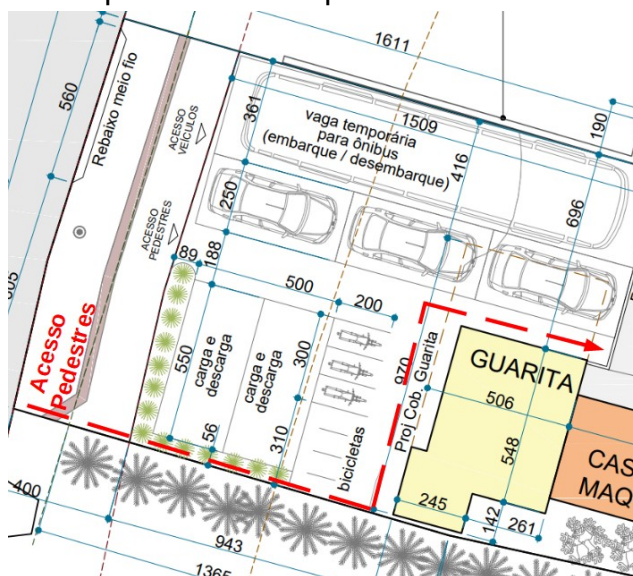 1611
560
Rebaixo meio fio
ACESSO
VEÍCULOS
361
1509
vaga temporária
para ônibus
(embarque / desembarque)
416
190
696
250
ACESSO
PEDESTRES
89
188
500
200
Acesso
Pedestres
550
carga e
descarga
carga e
descarga
300
970
Proj Cob. Guarita
GUARITA
506
548
CAS
MAQ
56
310
bicicletas
245
142
261
400
943
1365